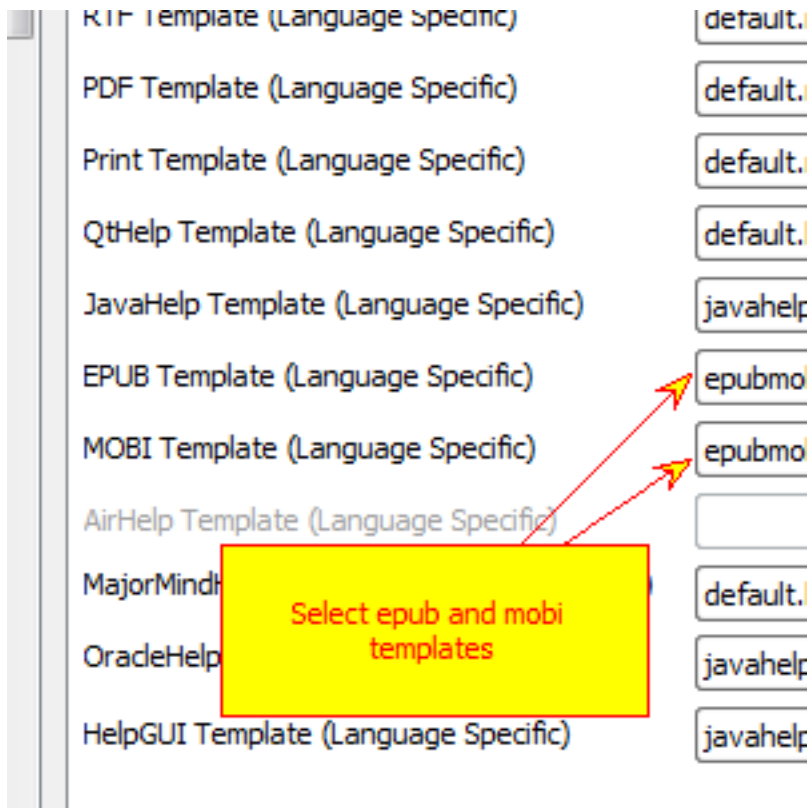 RTF Template (Language Specific) default.
PDF Template (Language Specific) default.
Print Template (Language Specific) default.
QtHelp Template (Language Specific) default.
JavaHelp Template (Language Specific) javahelp
EPUB Template (Language Specific) epubmo
MOBI Template (Language Specific) epubmo
AirHelp Template (Language Specific)
MajorMind default.
Select epub and mobi
templates
OracleHelp javahelp
HelpGUI Template (Language Specific) javahelp